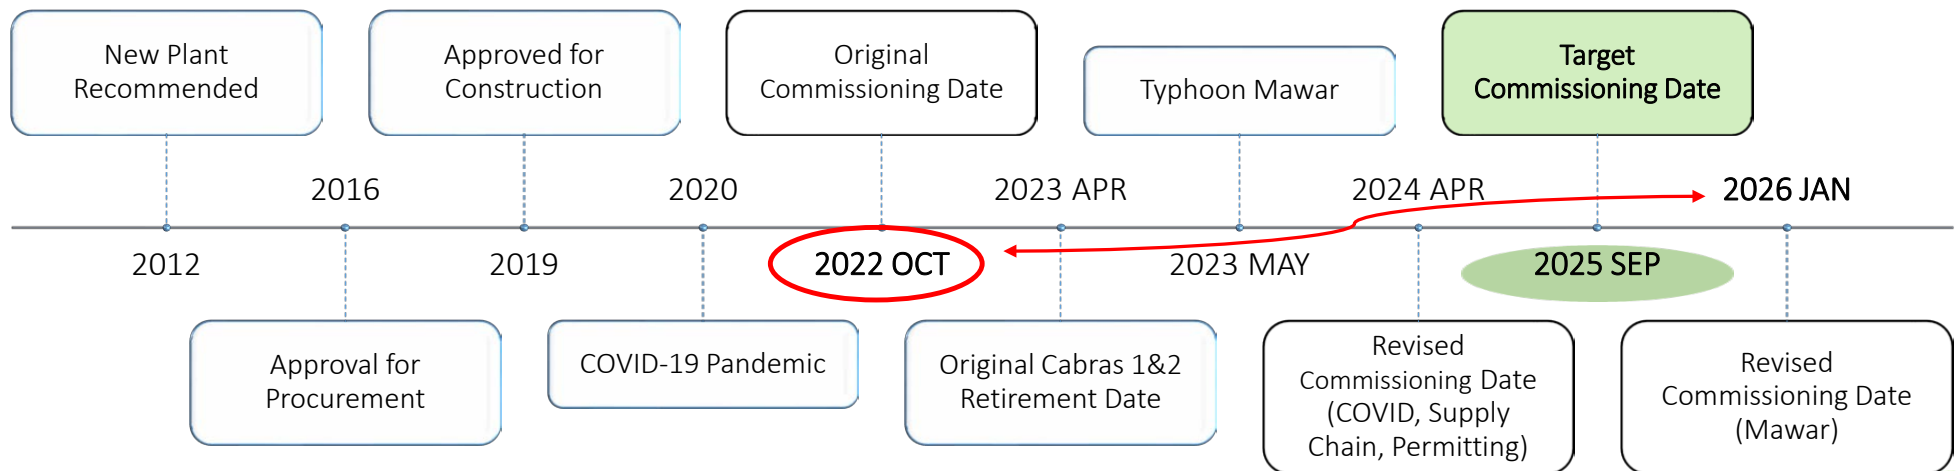 New Plant
Recommended
Approved for
Construction
Original
Commissioning Date
Typhoon Mawar
Target
Commissioning Date
2016
2020
2023 APR
2024 APR
2026 JAN
2012
2019
2022 OCT
2023 MAY
2025 SEP
Approval for
Procurement
COVID-19 Pandemic
Original Cabras 1&2
Retirement Date
Revised
Commissioning Date
(COVID, Supply
Chain, Permitting)
Revised
Commissioning Date
(Mawar)